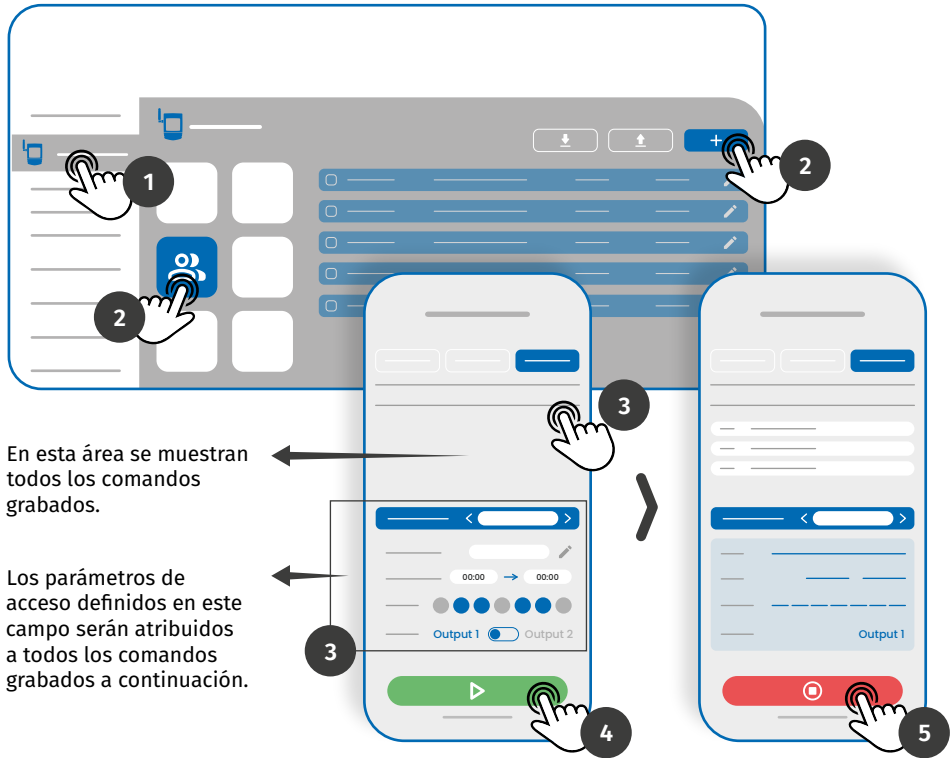 1
2
2
3
En esta área se muestran
todos los comandos
grabados.
Los parámetros de
acceso definidos en este
campo serán atribuidos
a todos los comandos
grabados a continuación.
00:00 → 00:00
Output 1 Output 2
3
4
Output 1
5